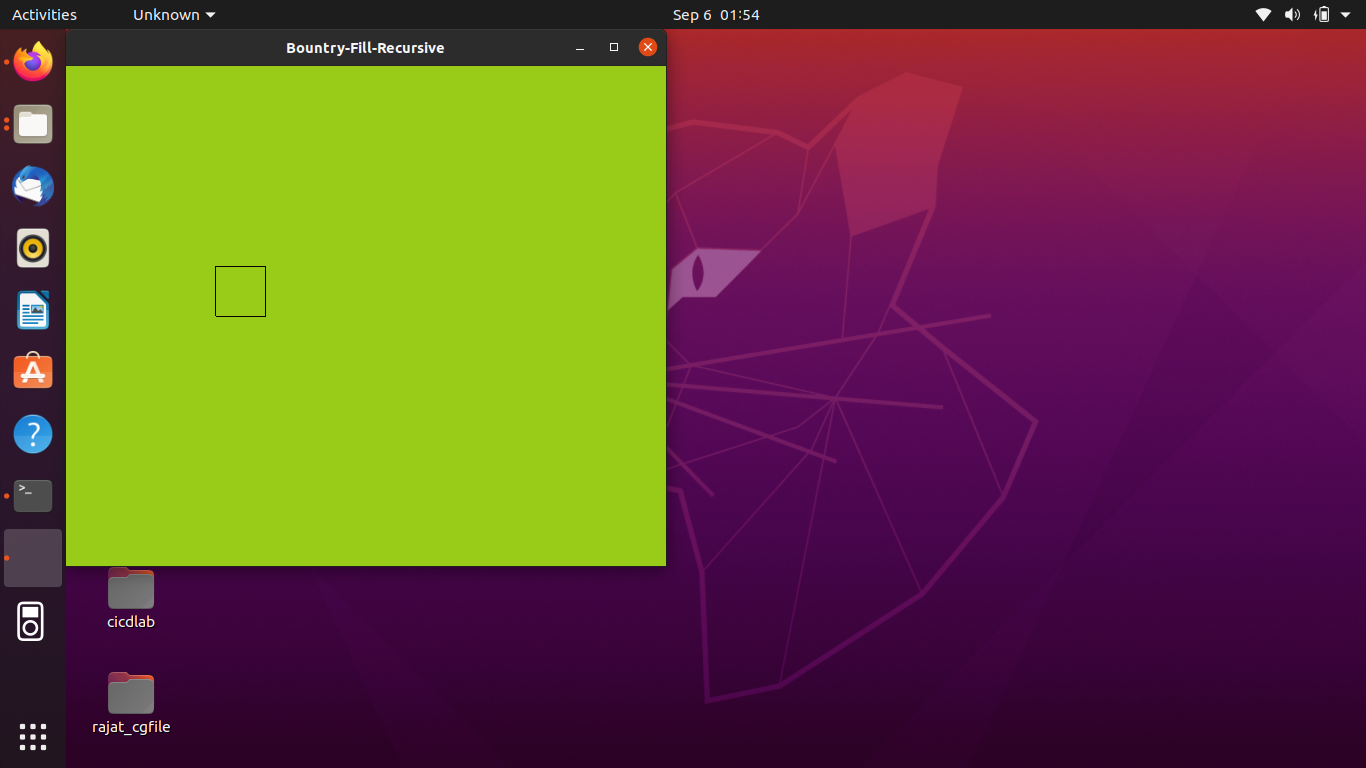 Activities
Unknown
Sep 6 01:54
Bountry-Fill-Recursive
>_
?
cicdlab
rajat_cgfile